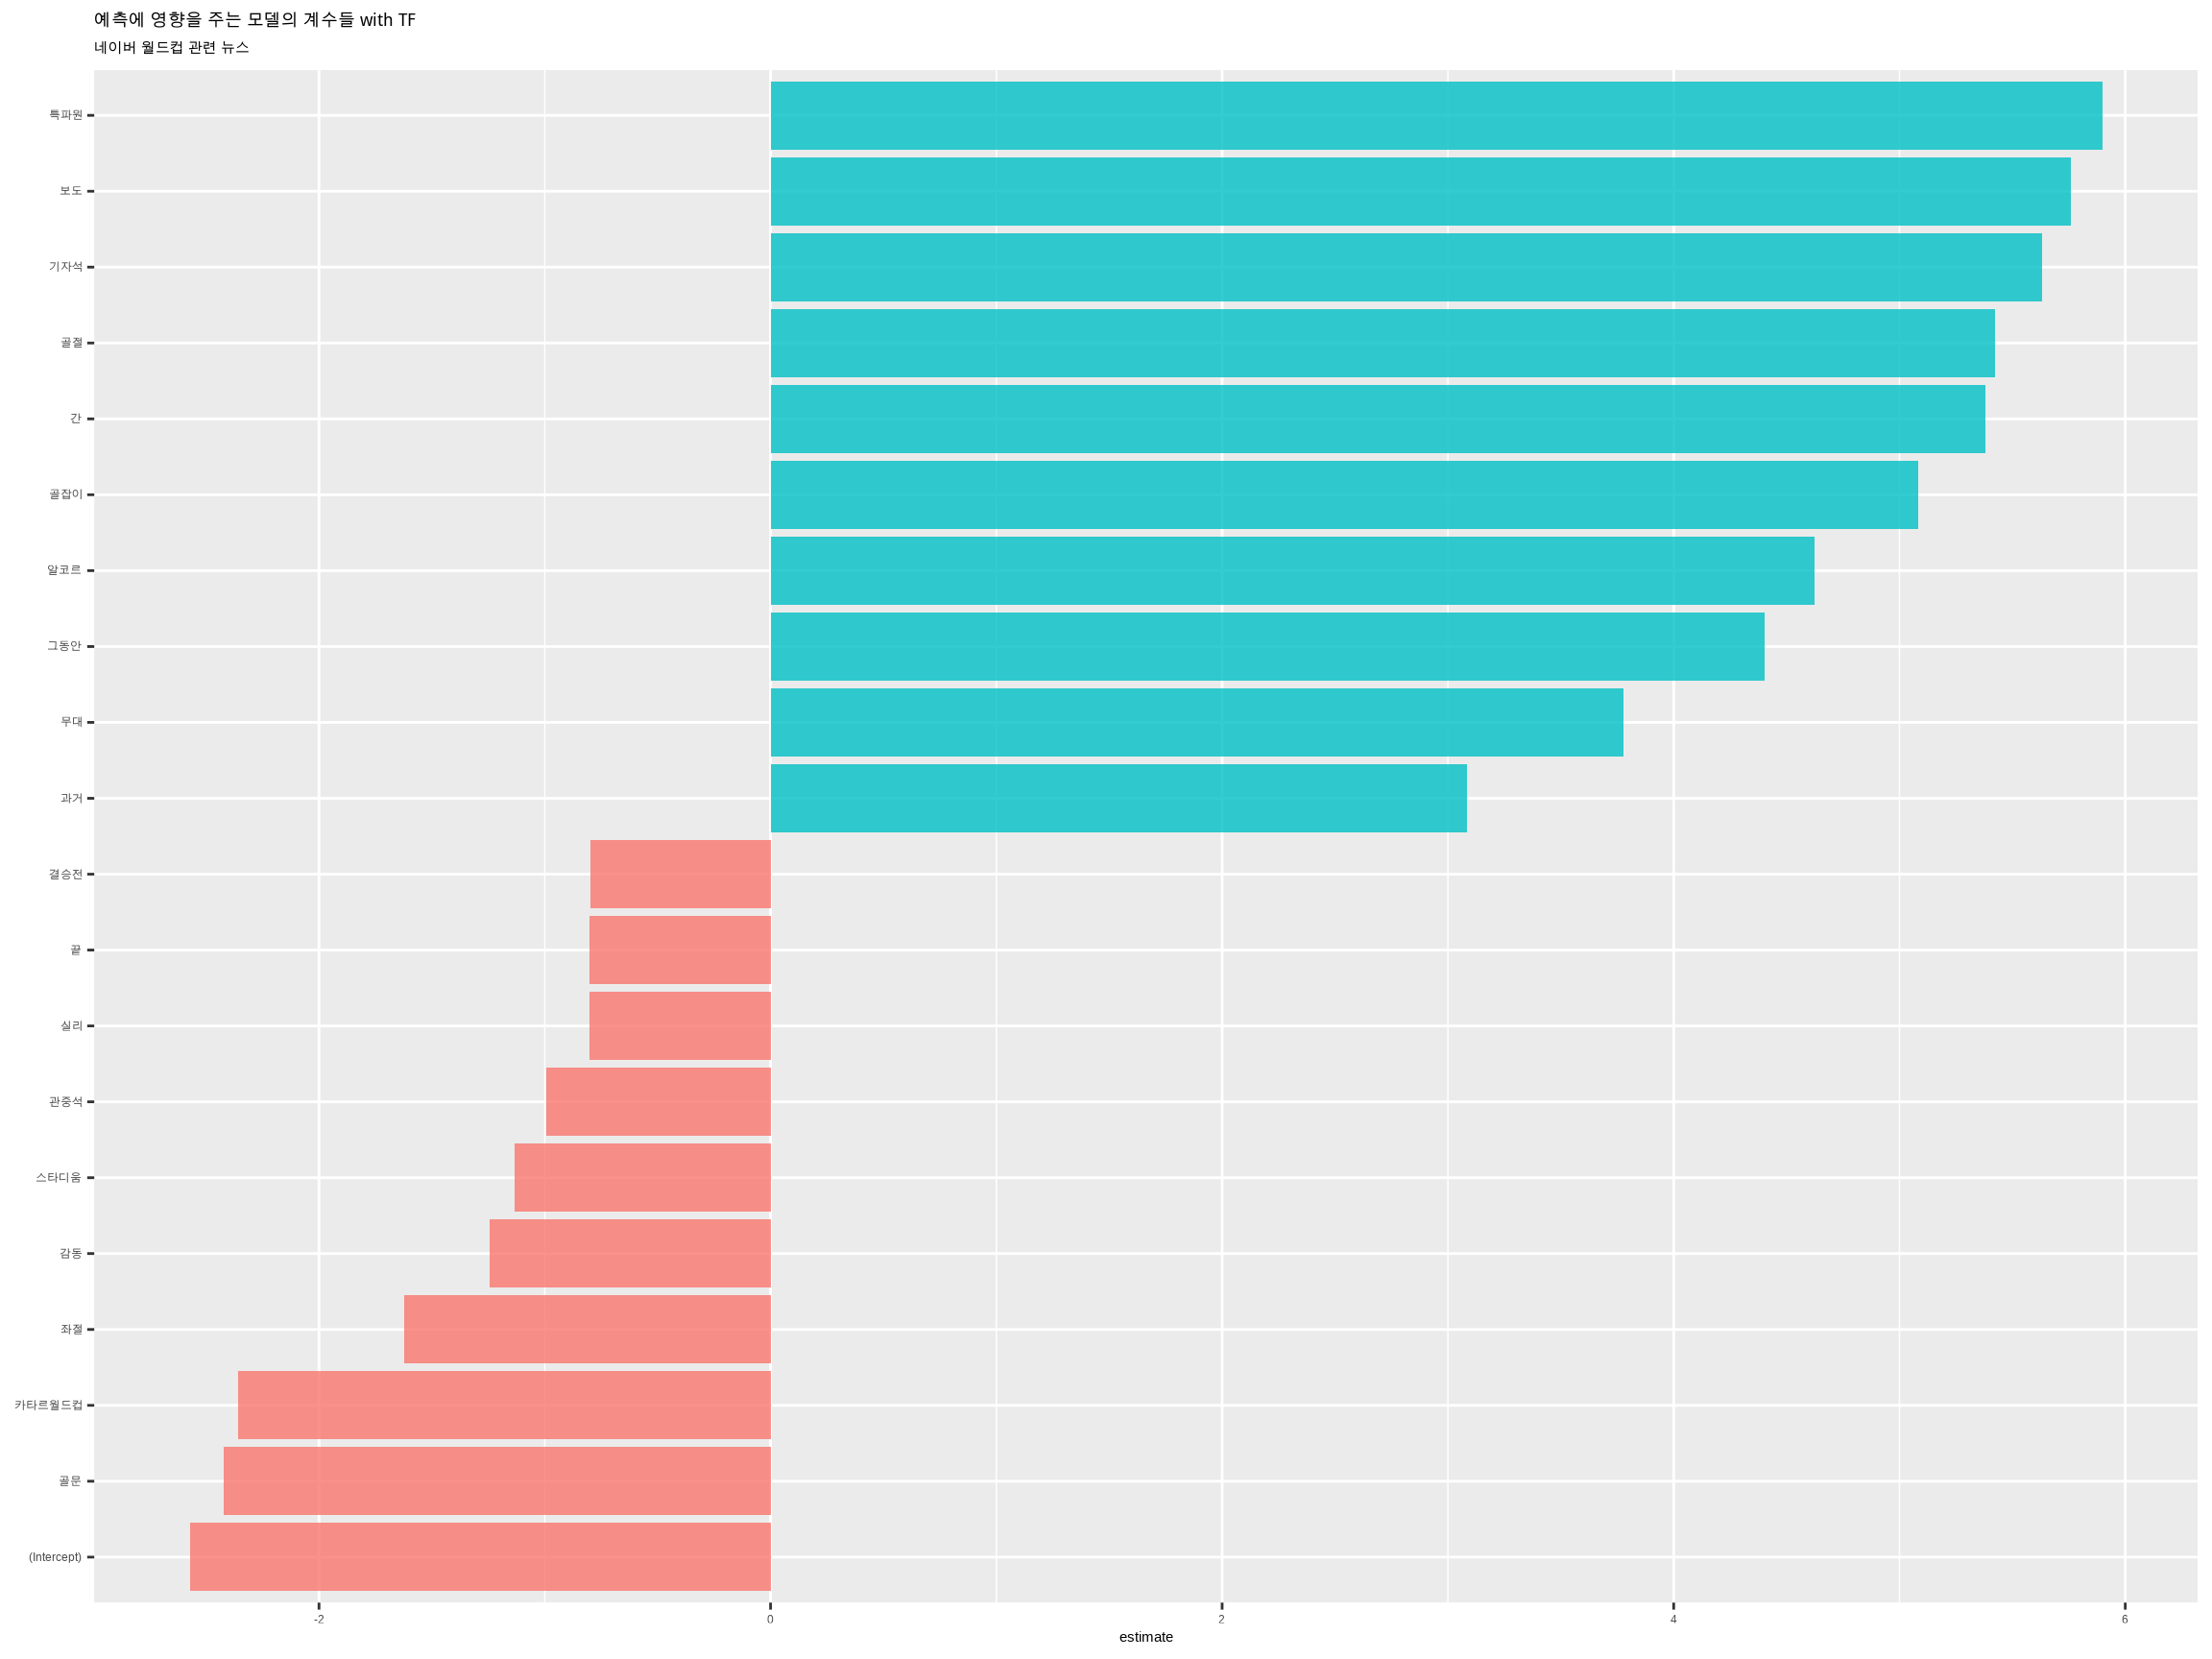 예측에 영향을 주는 모델의 계수들 with TF
네이버 월드컵 관련 뉴스
특파원
보도
기자석
골절
간
골잡이
알코르
그동안
무대
과거
결승전
끝
실리
관중석
스타디움
감동
좌절
카타르월드컵
골문
(Intercept)
-2
0
2
4
6
estimate